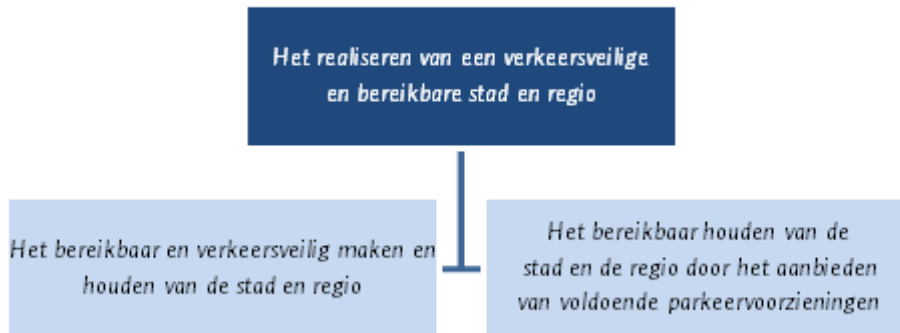 Het realiseren van een verkeersveilige
en bereikbare stad en regio
Het bereikbaar en verkeersveilig maken en
houden van de stad en regio
Het bereikbaar houden van de
stad en de regio door het aanbieden
van voldoende parkeervoorzieningen